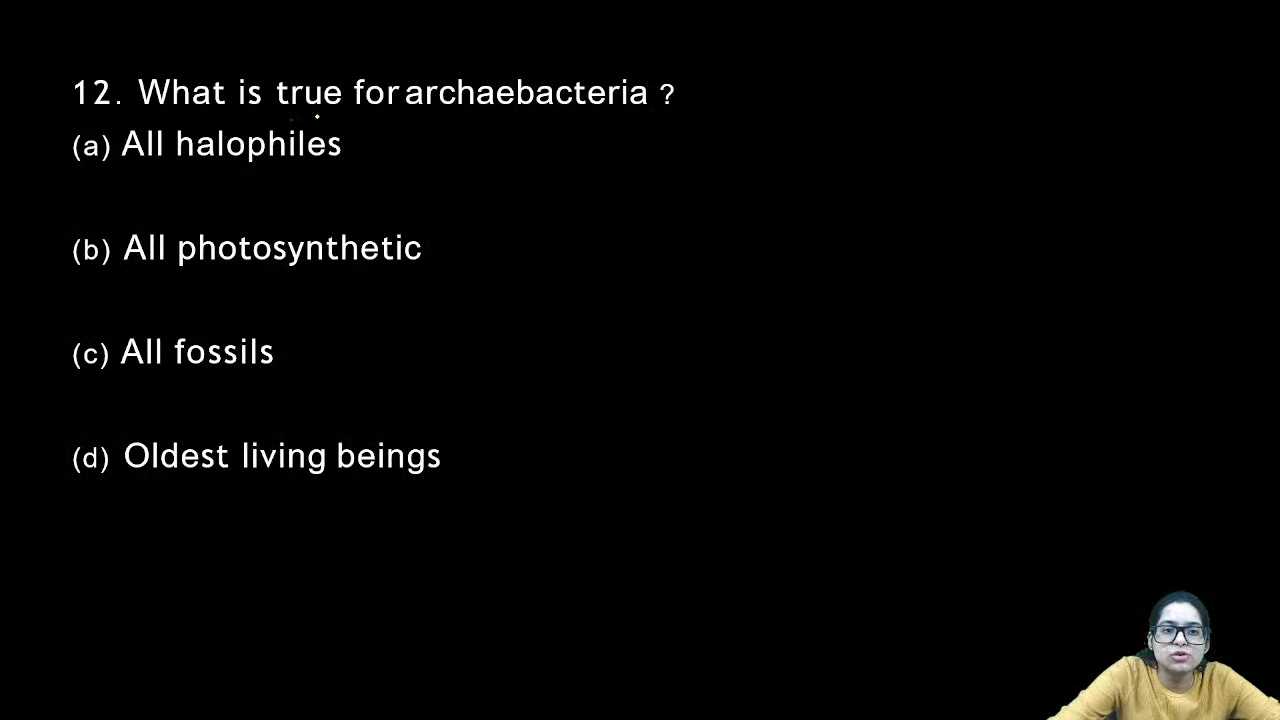 12. What is true for archaebacteria ?
(a) All halophiles
(b) All photosynthetic
(c) All fossils
(d) Oldest living beings